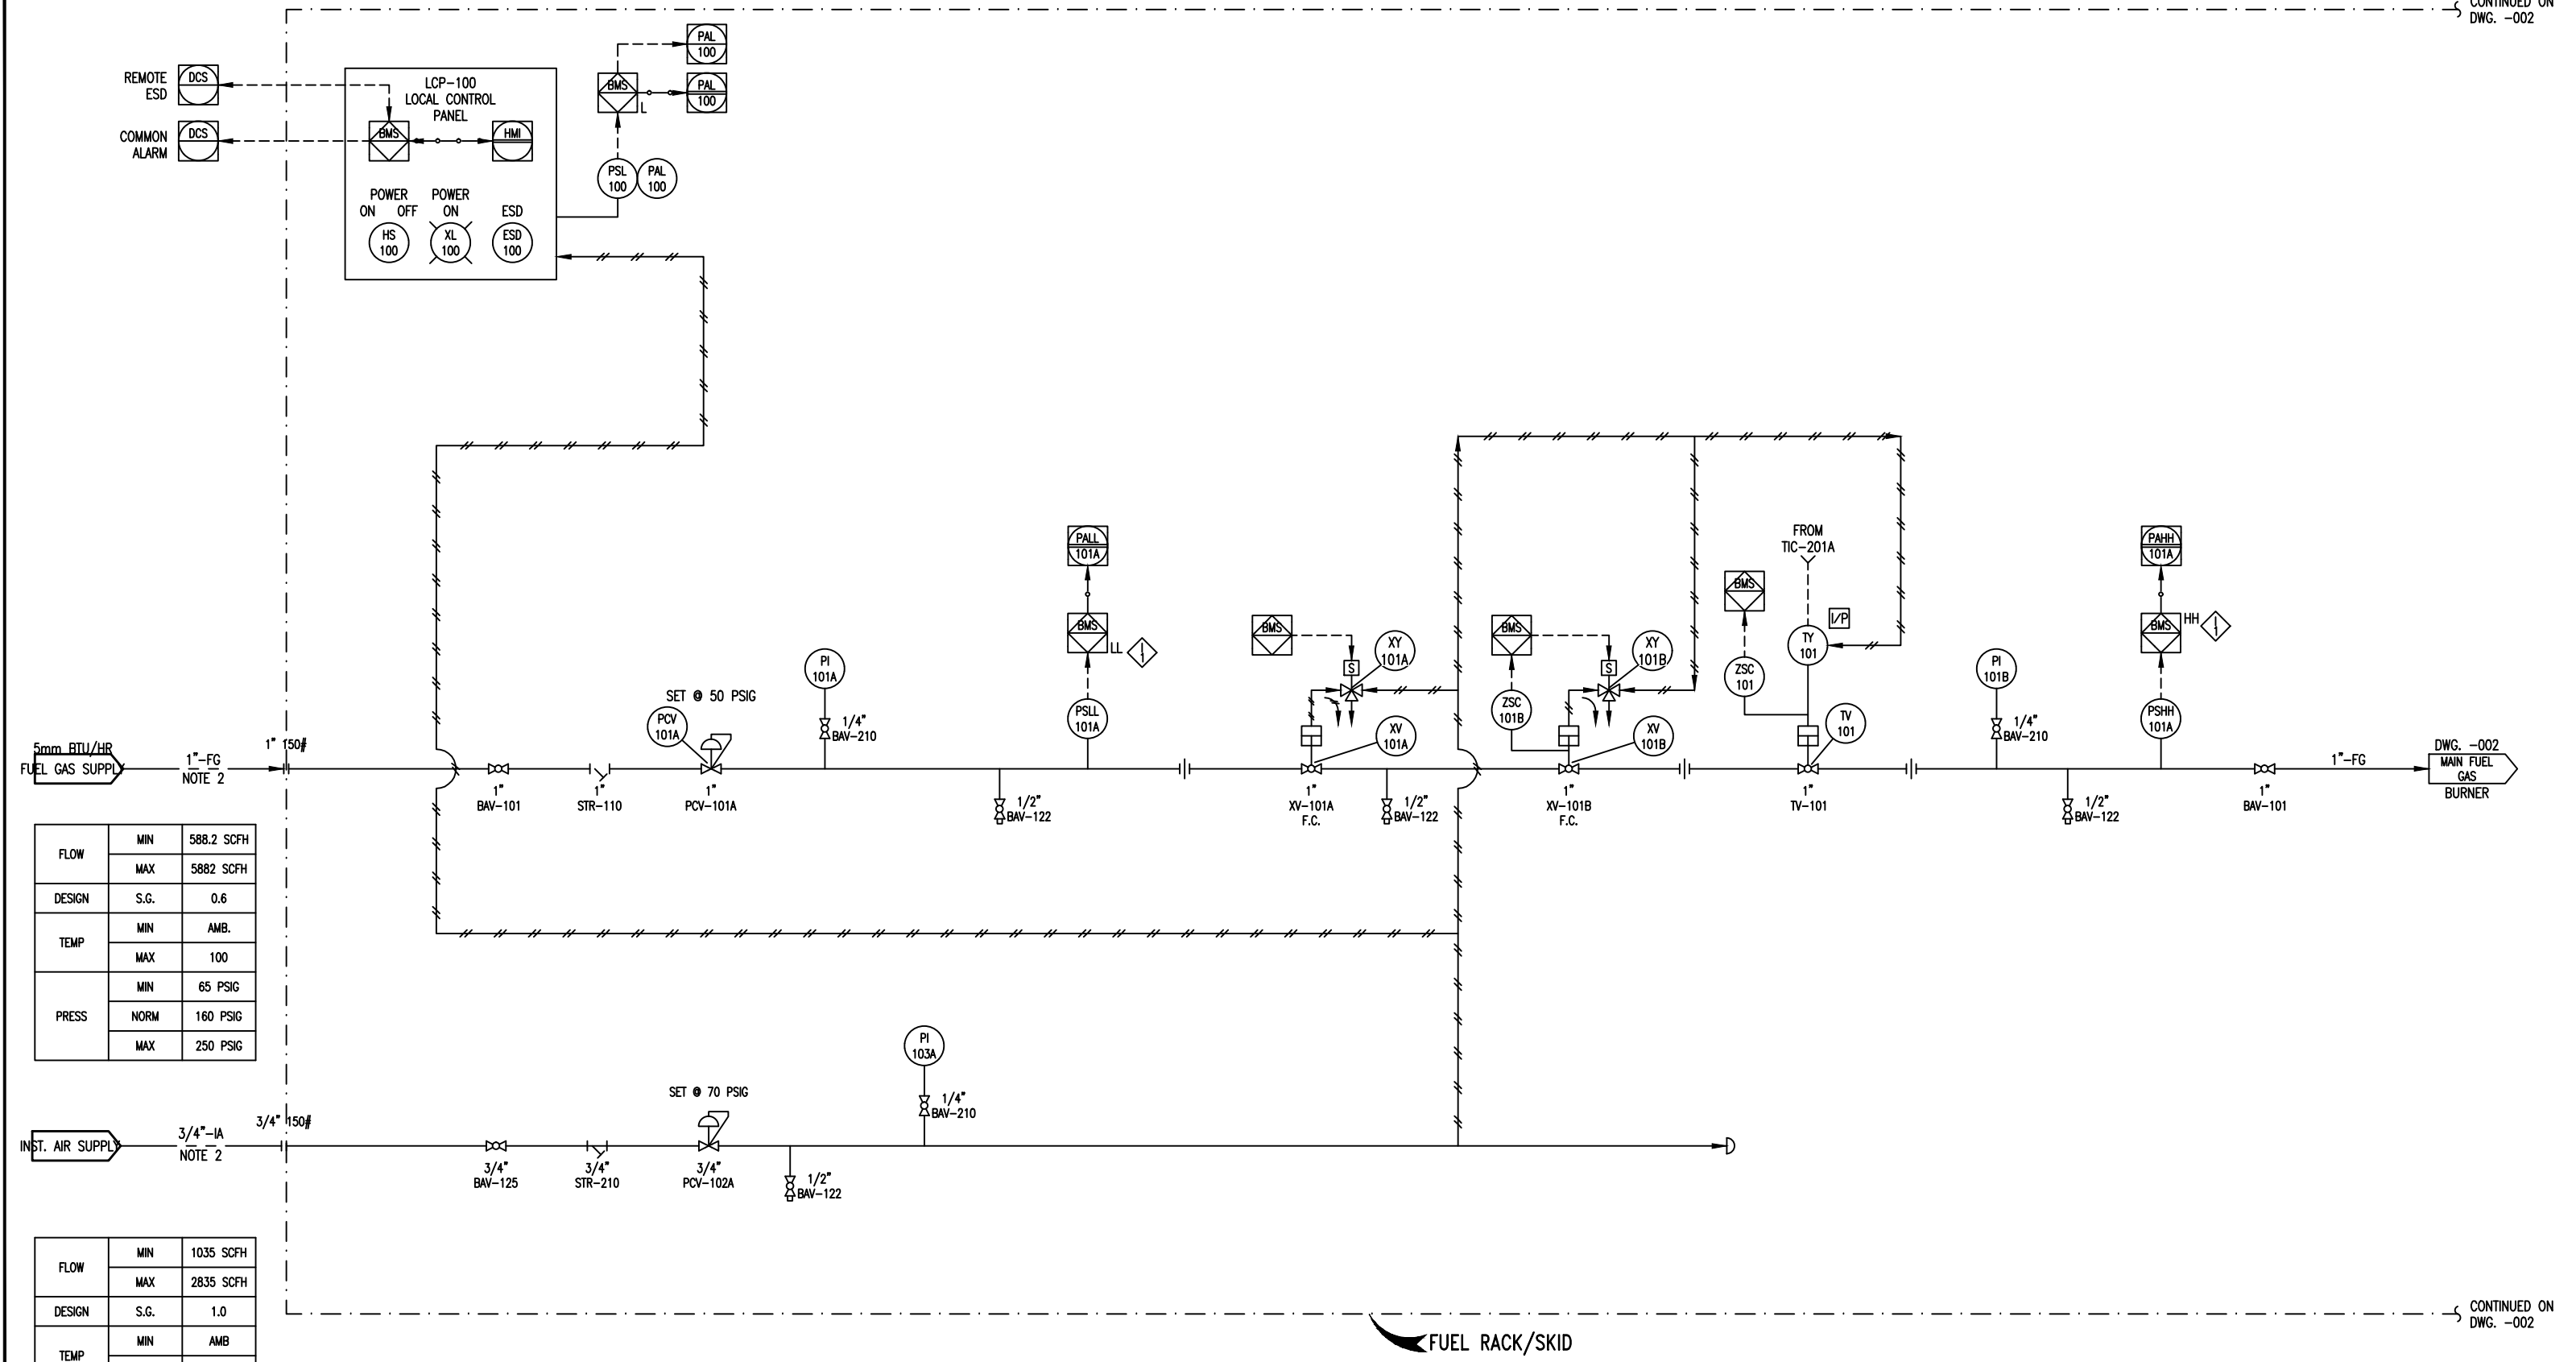 CONTINUED ON
DWG. -002
REMOTE
ESD
DCS
COMMON
ALARM
DCS
LCP-100
LOCAL CONTROL
PANEL
BMS
HMI
POWER
ON OFF
HS
100
POWER
ON
XL
100
ESD
ESD
100
PAL
100
BMS
L
PAL
100
PSL
100
PAL
100
FROM
TIC-201A
PALL
101A
BMS
LL
1
1
PSLL
101A
BMS
S
XY
101A
XV
101A
BMS
S
XY
101B
ZSC
101B
XV
101B
BMS
ZSC
101
I/P
TY
101
TV
101
PI
101B
1/4"
BAV-210
PAHH
101A
BMS
HH
1
1
PSHH
101A
SET @ 50 PSIG
PCV
101A
PI
101A
1/4"
BAV-210
5mm BTU/HR
FUEL GAS SUPPLY
1"-FG
NOTE 2
1" 150#
1"
BAV-101
1"
STR-110
1"
PCV-101A
1/2"
BAV-122
1"
XV-101A
F.C.
1/2"
BAV-122
1"
XV-101B
F.C.
1"
TV-101
1/2"
BAV-122
1"
BAV-101
1"-FG
DWG. -002
MAIN FUEL
GAS
BURNER
FLOW MIN 588.2 SCFH
MAX 5882 SCFH
DESIGN S.G. 0.6
TEMP MIN AMB.
MAX 100
PRESS MIN 65 PSIG
NORM 160 PSIG
MAX 250 PSIG
PI
103A
1/4"
BAV-210
SET @ 70 PSIG
INST. AIR SUPPLY
3/4"-IA
NOTE 2
3/4" 150#
3/4"
BAV-125
3/4"
STR-210
3/4"
PCV-102A
1/2"
BAV-122
FLOW MIN 1035 SCFH
MAX 2835 SCFH
DESIGN S.G. 1.0
TEMP MIN AMB
CONTINUED ON
DWG. -002
FUEL RACK/SKID